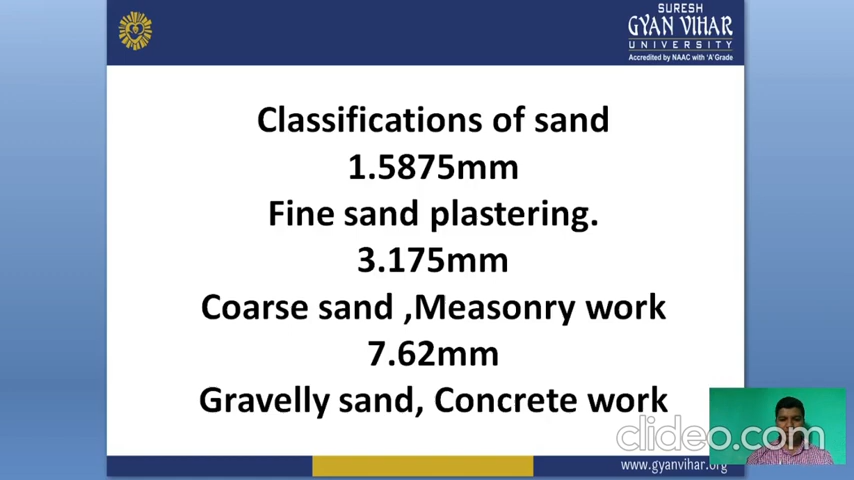 SURESH
GYAN VIHAR
UNIVERSITY
Accredited by NAAC with 'A' Grade
Classifications of sand
1.5875mm
Fine sand plastering.
3.175mm
Coarse sand ,Measonry work
7.62mm
Gravelly sand, Concrete work
clideo.com
www.gyanvihar.org